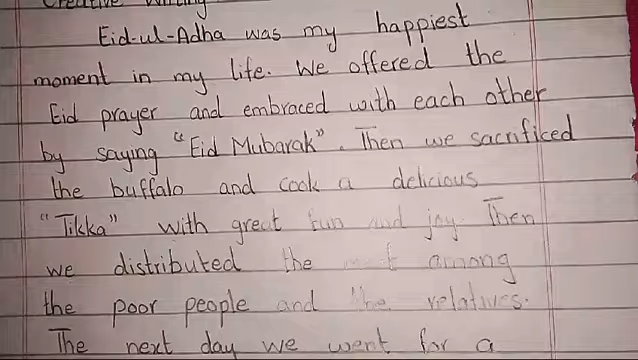 Creative Writing
Eid-ul-Adha was my happiest
moment in my life. We offered the
Eid prayer and embraced with each other
by saying "Eid Mubarak". Then we sacrificed
the buffalo and cook a delicious
"Tikka" with great fun and joy. Then
we distributed the among
the poor people and the relatives.
The next day we went for a